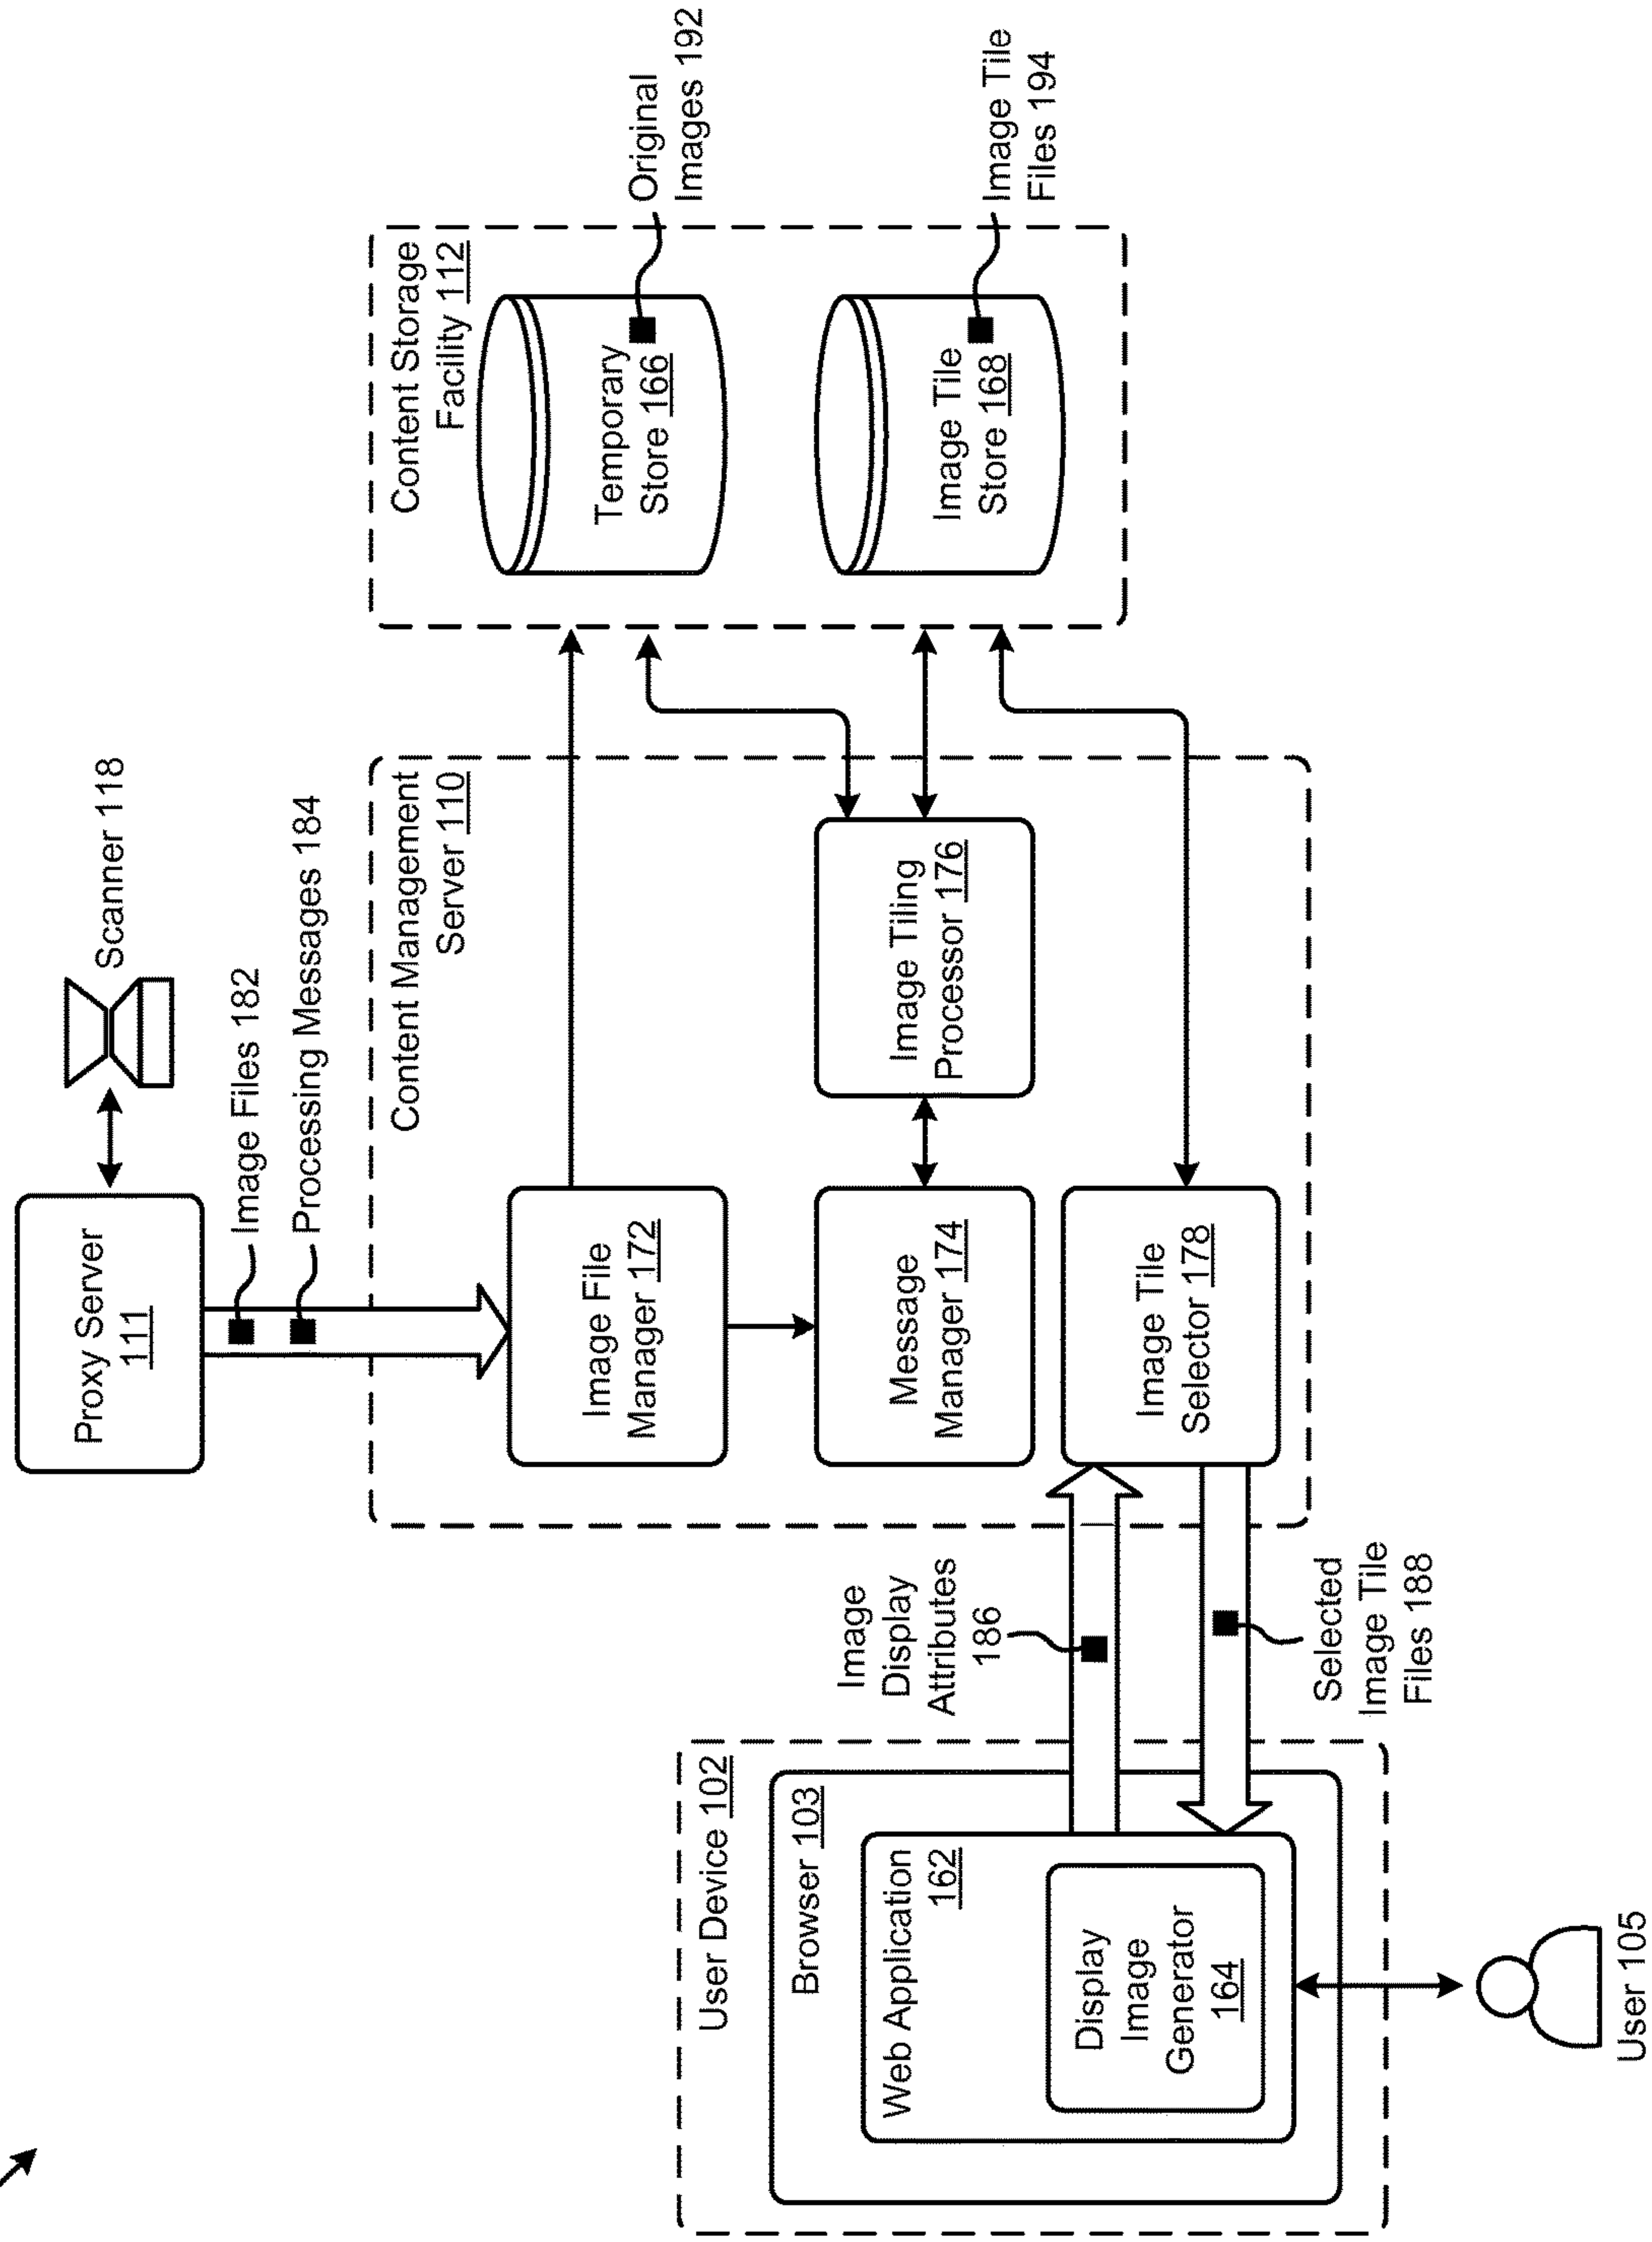 Proxy Server
111
Scanner 118
Image Files 182
Processing Messages 184
Content Management
Server 110
Image File
Manager 172
Message
Manager 174
Image Tiling
Processor 176
Image Tile
Selector 178
Content Storage
Facility 112
Temporary
Store 166
Original
Images 192
Image Tile
Store 168
Image Tile
Files 194
User Device 102
Browser 103
Web Application
162
Display
Image
Generator
164
Image
Display
Attributes
186
Selected
Image Tile
Files 188
User 105